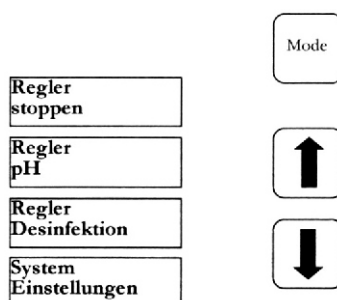 Mode
Regler
stoppen
Regler
pH
Regler
Desinfektion
System
Einstellungen